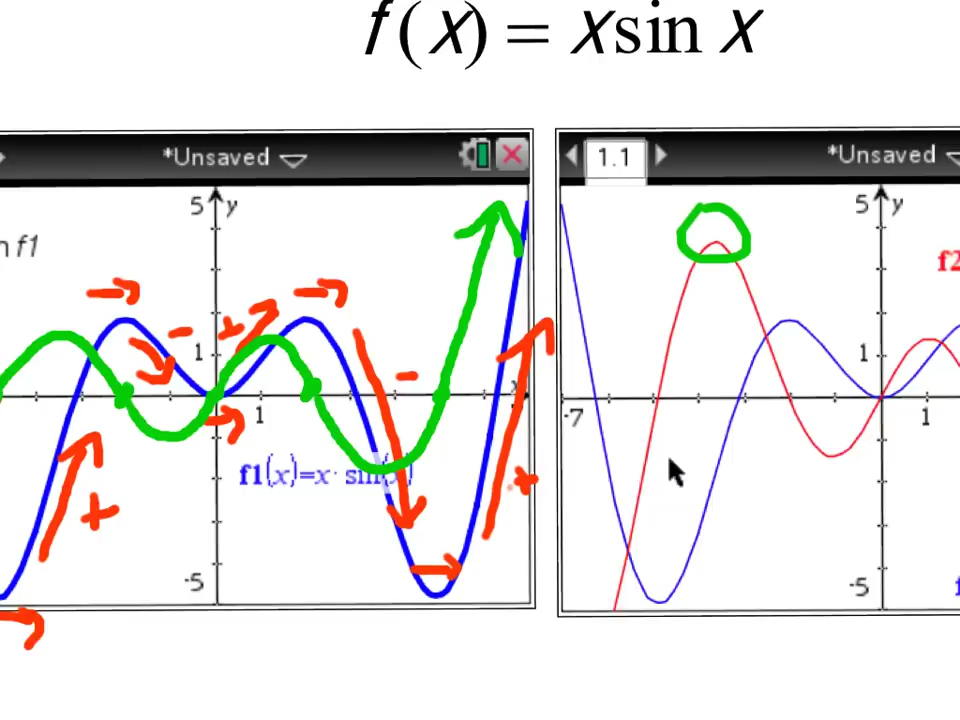 f(x) = x sin x
*Unsaved
1.1
*Unsaved
5 y
n f1
1
1
x
f1(x)=x·sin(x)
-5
5 y
f2
1
-7
1
-5
f